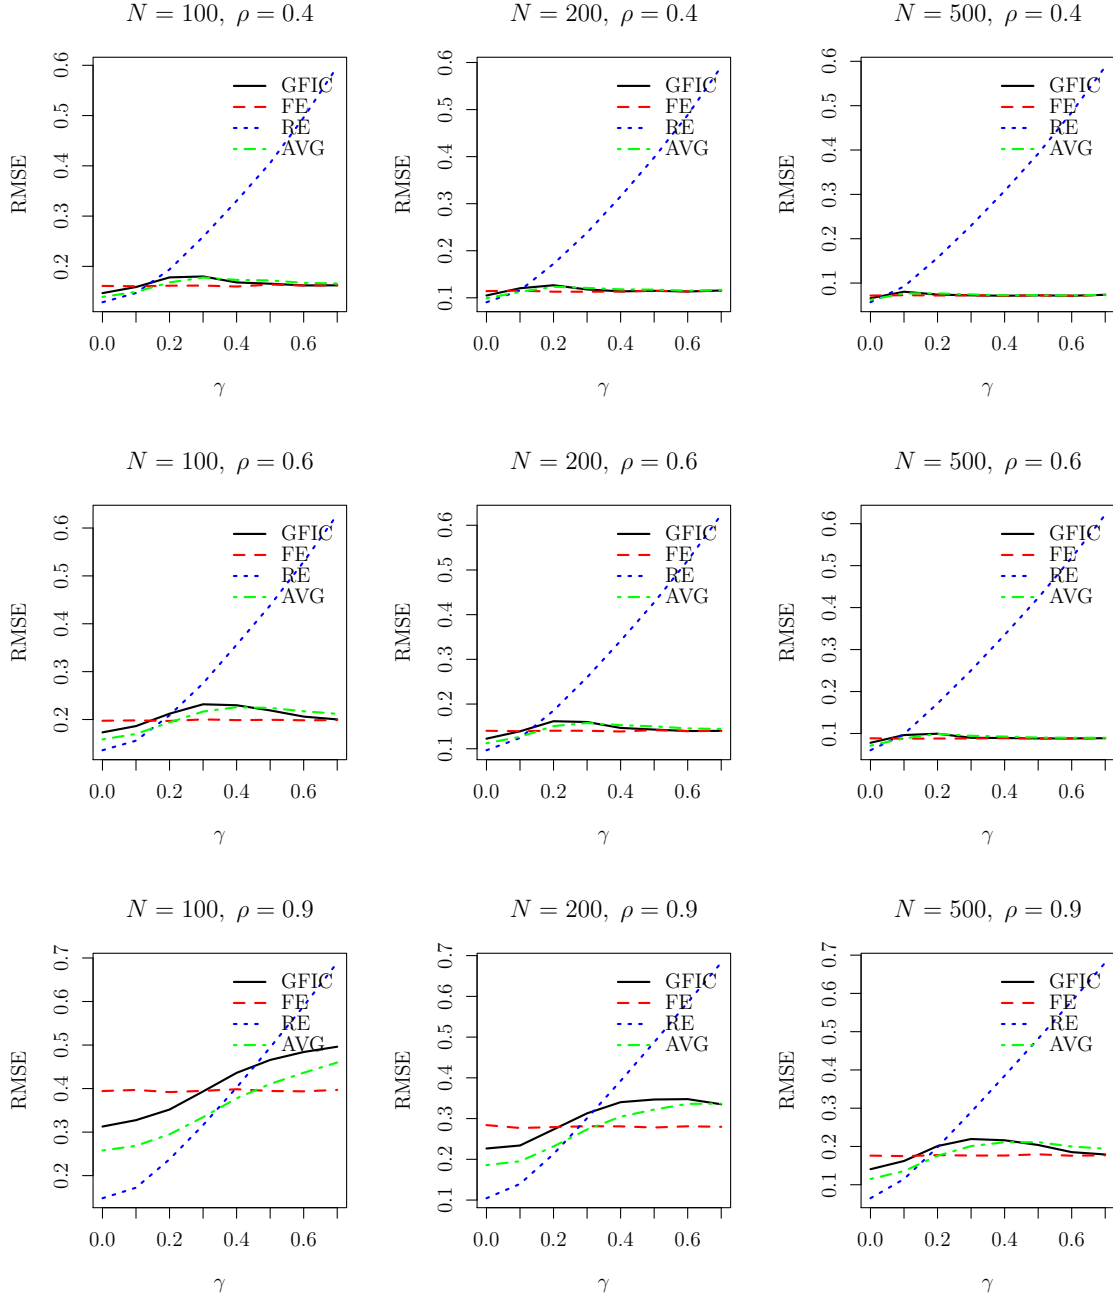 N = 100, ρ = 0.4
RMSE
0.2 0.3 0.4 0.5 0.6
GFIC
FE
RE
AVG
0.0 0.2 0.4 0.6
γ
N = 200, ρ = 0.4
RMSE
0.1 0.2 0.3 0.4 0.5 0.6
GFIC
FE
RE
AVG
0.0 0.2 0.4 0.6
γ
N = 500, ρ = 0.4
RMSE
0.1 0.2 0.3 0.4 0.5 0.6
GFIC
FE
RE
AVG
0.0 0.2 0.4 0.6
γ
N = 100, ρ = 0.6
RMSE
0.2 0.3 0.4 0.5 0.6
GFIC
FE
RE
AVG
0.0 0.2 0.4 0.6
γ
N = 200, ρ = 0.6
RMSE
0.1 0.2 0.3 0.4 0.5 0.6
GFIC
FE
RE
AVG
0.0 0.2 0.4 0.6
γ
N = 500, ρ = 0.6
RMSE
0.1 0.2 0.3 0.4 0.5 0.6
GFIC
FE
RE
AVG
0.0 0.2 0.4 0.6
γ
N = 100, ρ = 0.9
RMSE
0.2 0.3 0.4 0.5 0.6 0.7
GFIC
FE
RE
AVG
0.0 0.2 0.4 0.6
γ
N = 200, ρ = 0.9
RMSE
0.1 0.2 0.3 0.4 0.5 0.6 0.7
GFIC
FE
RE
AVG
0.0 0.2 0.4 0.6
γ
N = 500, ρ = 0.9
RMSE
0.1 0.2 0.3 0.4 0.5 0.6 0.7
GFIC
FE
RE
AVG
0.0 0.2 0.4 0.6
γ